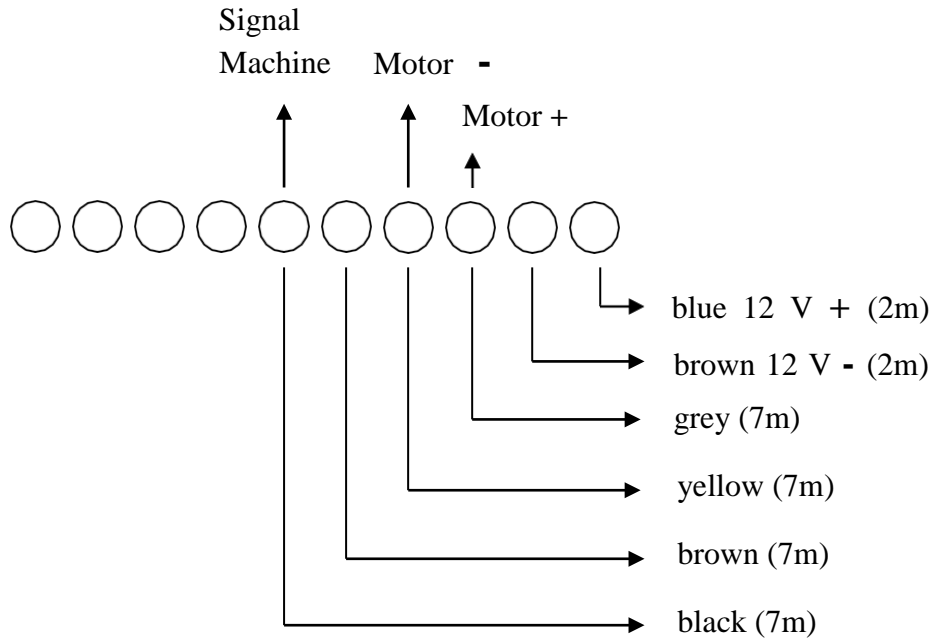 Signal
Machine
Motor -
Motor +
blue 12 V + (2m)
brown 12 V - (2m)
grey (7m)
yellow (7m)
brown (7m)
black (7m)